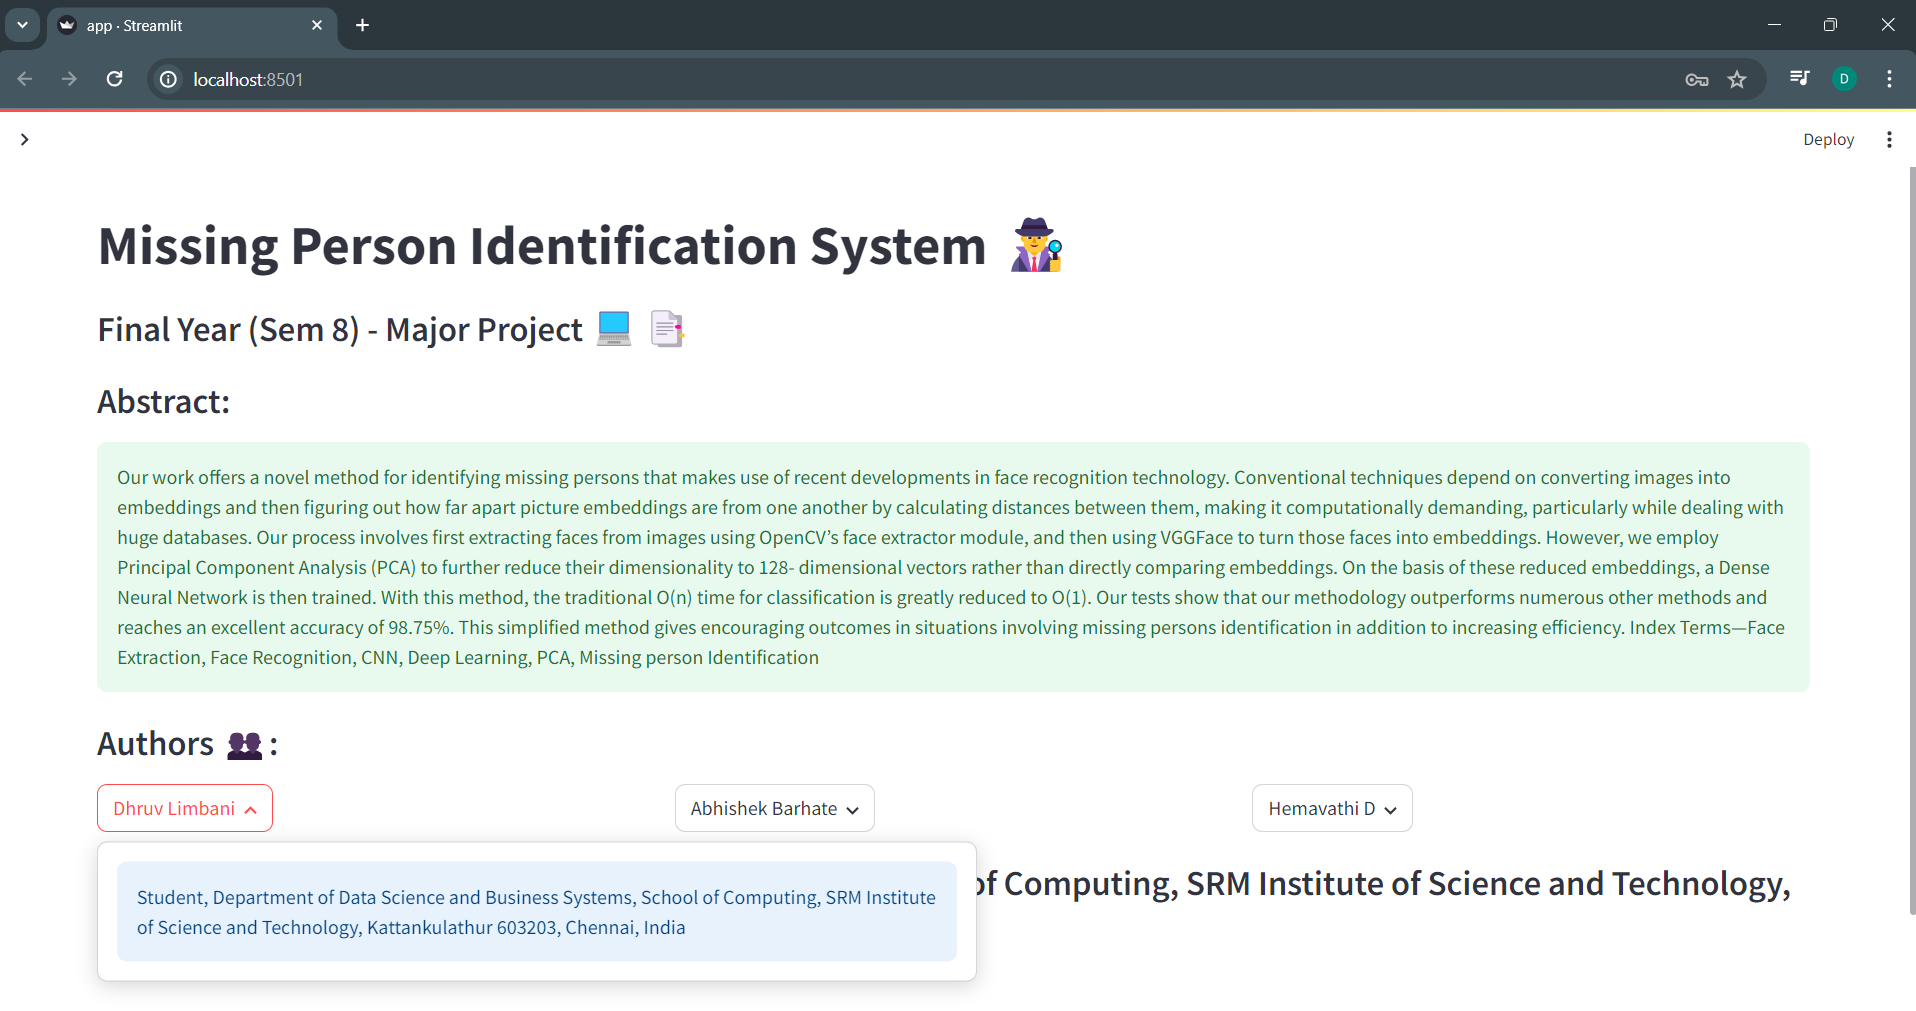 app · Streamlit
localhost:8501
D
Deploy
Missing Person Identification System
Final Year (Sem 8) - Major Project
Abstract:
Our work offers a novel method for identifying missing persons that makes use of recent developments in face recognition technology. Conventional techniques depend on converting images into
embeddings and then figuring out how far apart picture embeddings are from one another by calculating distances between them, making it computationally demanding, particularly while dealing with
huge databases. Our process involves first extracting faces from images using OpenCV’s face extractor module, and then using VGGFace to turn those faces into embeddings. However, we employ
Principal Component Analysis (PCA) to further reduce their dimensionality to 128- dimensional vectors rather than directly comparing embeddings. On the basis of these reduced embeddings, a Dense
Neural Network is then trained. With this method, the traditional O(n) time for classification is greatly reduced to O(1). Our tests show that our methodology outperforms numerous other methods and
reaches an excellent accuracy of 98.75%. This simplified method gives encouraging outcomes in situations involving missing persons identification in addition to increasing efficiency. Index Terms—Face
Extraction, Face Recognition, CNN, Deep Learning, PCA, Missing person Identification
Authors :
Dhruv Limbani
Abhishek Barhate
Hemavathi D
of Computing, SRM Institute of Science and Technology,
Student, Department of Data Science and Business Systems, School of Computing, SRM Institute
of Science and Technology, Kattankulathur 603203, Chennai, India